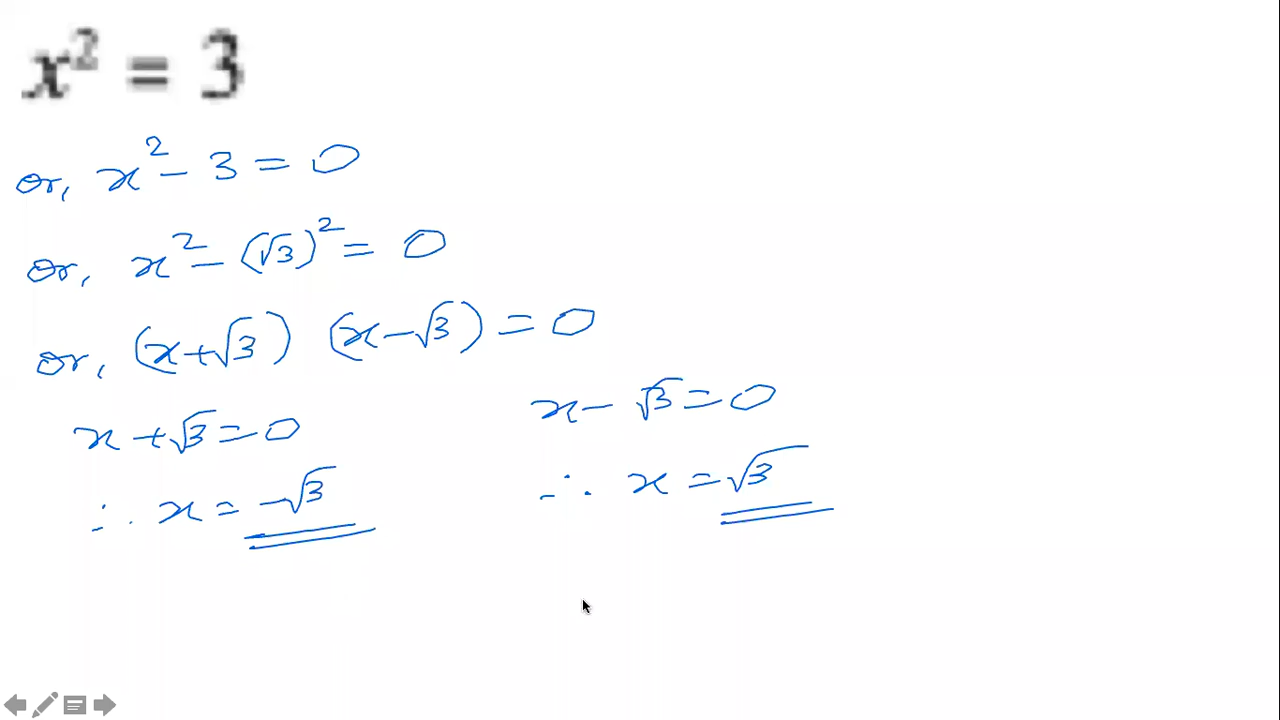 x² = 3
or, x² - 3 = 0
or, x² - (√3)² = 0
or, (x+√3) (x-√3) = 0
x + √3 = 0
x - √3 = 0
∴ x = -√3
∴ x = √3